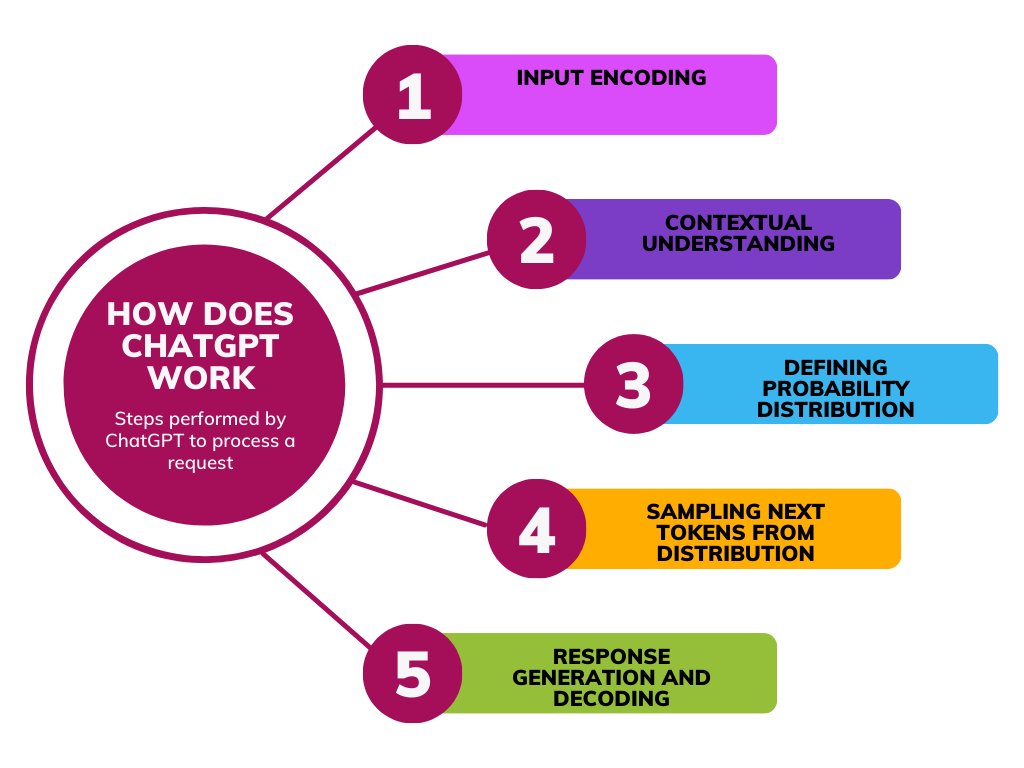 HOW DOES
CHATGPT
WORK
Steps performed by
ChatGPT to process a
request
1
INPUT ENCODING
2
CONTEXTUAL
UNDERSTANDING
3
DEFINING
PROBABILITY
DISTRIBUTION
4
SAMPLING NEXT
TOKENS FROM
DISTRIBUTION
5
RESPONSE
GENERATION AND
DECODING